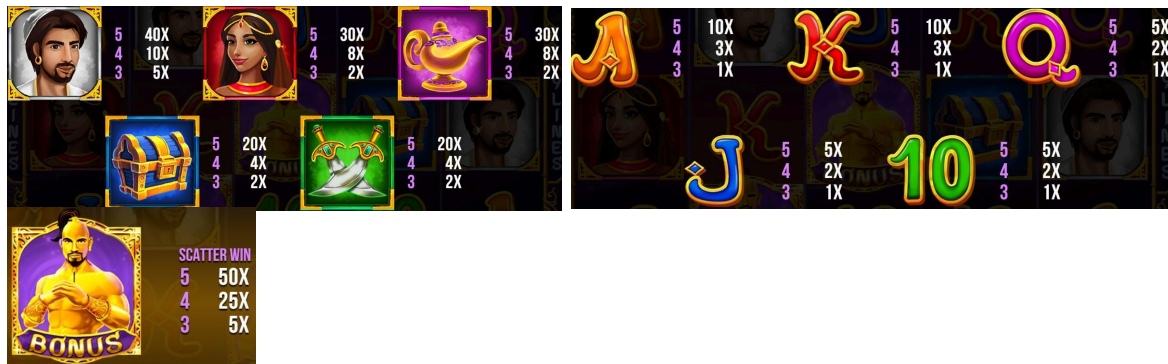 5 40X
4 10X
3 5X
5 30X
4 8X
3 2X
5 30X
4 8X
3 2X
5 20X
4 4X
3 2X
5 20X
4 4X
3 2X
A
5 10X
4 3X
3 1X
K
5 10X
4 3X
3 1X
Q
5 5X
4 2X
3 1X
J
5 5X
4 2X
3 1X
10
5 5X
4 2X
3 1X
BONUS
SCATTER WIN
5 50X
4 25X
3 5X